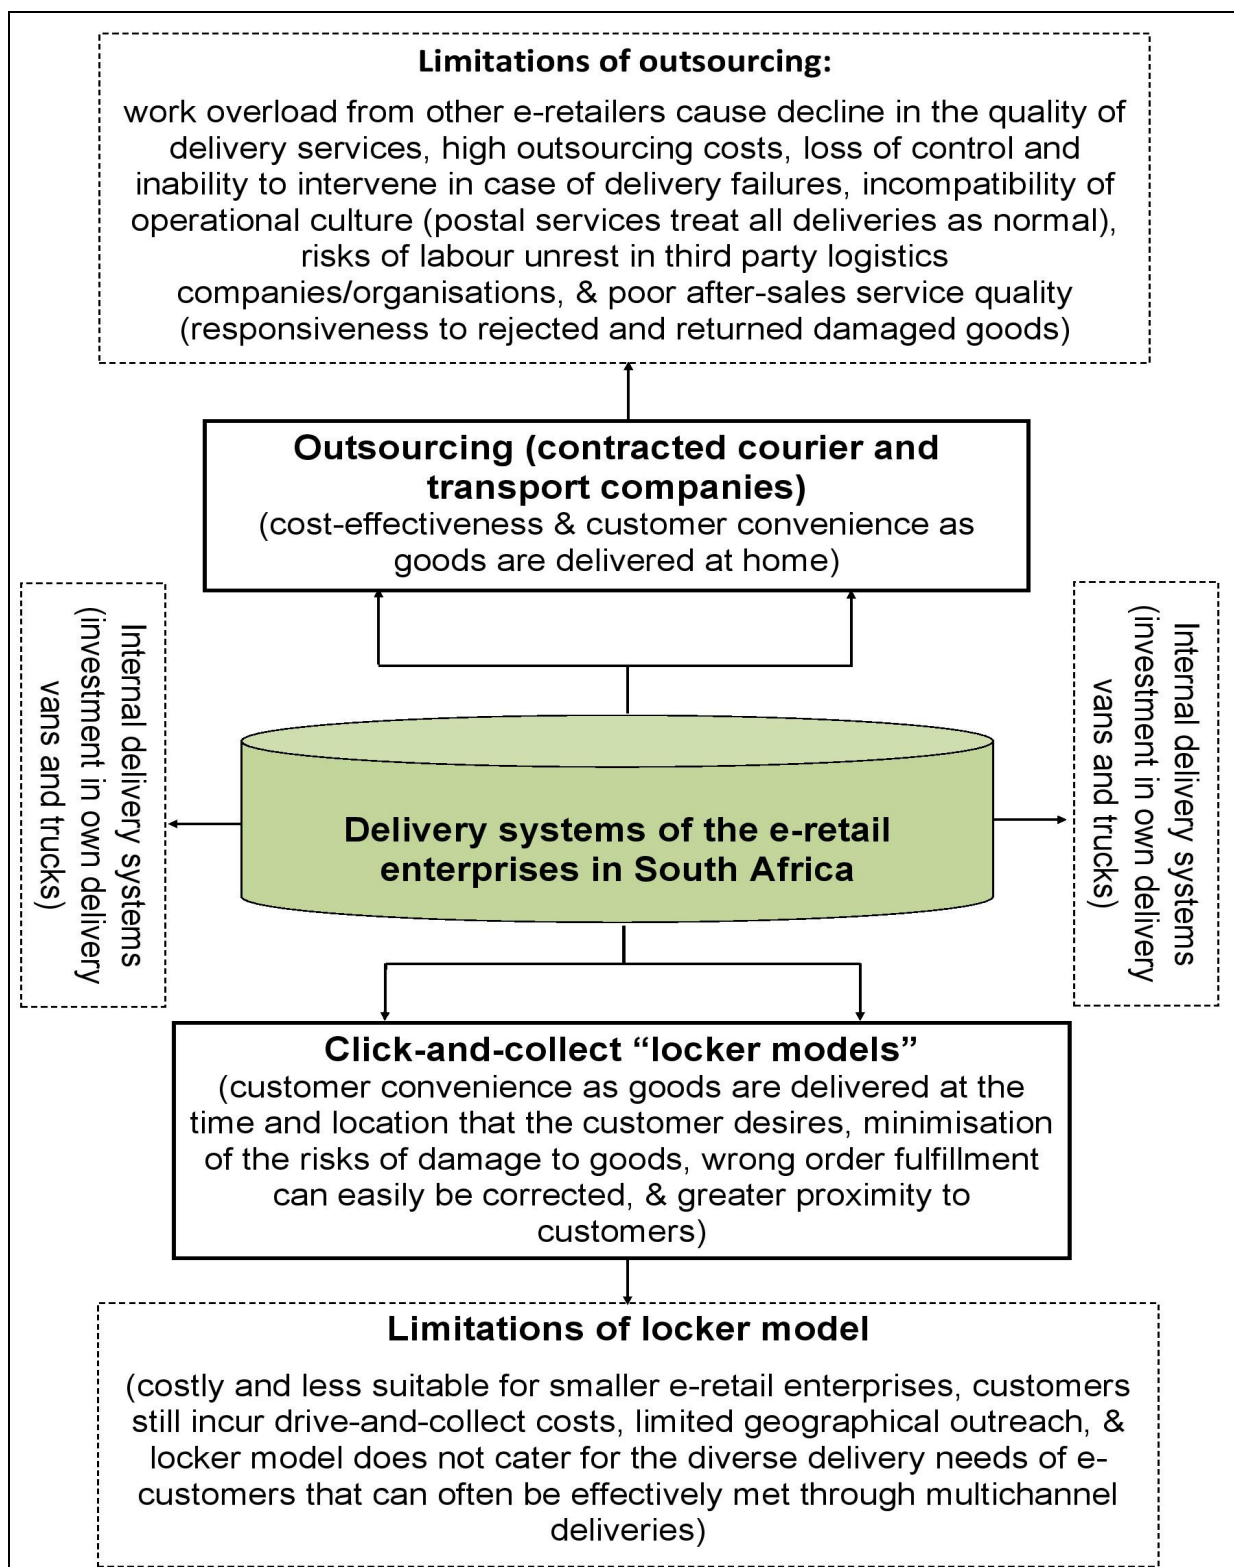 Limitations of outsourcing:
work overload from other e-retailers cause decline in the quality of
delivery services, high outsourcing costs, loss of control and
inability to intervene in case of delivery failures, incompatibility of
operational culture (postal services treat all deliveries as normal),
risks of labour unrest in third party logistics
companies/organisations, & poor after-sales service quality
(responsiveness to rejected and returned damaged goods)
Outsourcing (contracted courier and
transport companies)
(cost-effectiveness & customer convenience as
goods are delivered at home)
Internal delivery systems
(investment in own delivery
vans and trucks)
Delivery systems of the e-retail
enterprises in South Africa
Internal delivery systems
(investment in own delivery
vans and trucks)
Click-and-collect “locker models”
(customer convenience as goods are delivered at the
time and location that the customer desires, minimisation
of the risks of damage to goods, wrong order fulfillment
can easily be corrected, & greater proximity to
customers)
Limitations of locker model
(costly and less suitable for smaller e-retail enterprises, customers
still incur drive-and-collect costs, limited geographical outreach, &
locker model does not cater for the diverse delivery needs of e-
customers that can often be effectively met through multichannel
deliveries)